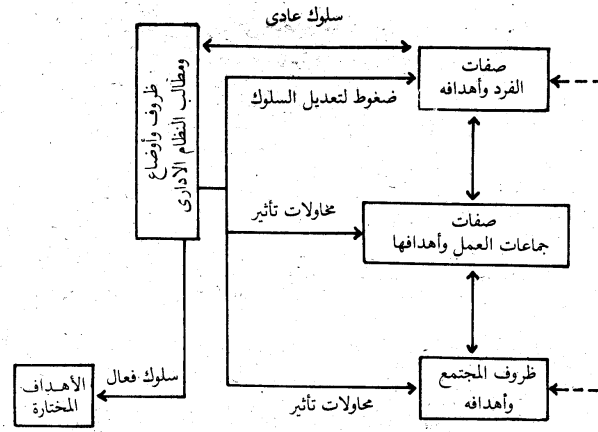 سلوك عادى
صفات
الفرد وأهدافه
ظروف وأوضاع
ومطالب النظام الادارى
ضغوط لتعديل السلوك
صفات
جماعات العمل وأهدافها
محاولات تأثير
ظروف المجتمع
وأهدافه
سلوك فعال
الأهداف
المختارة
محاولات تأثير